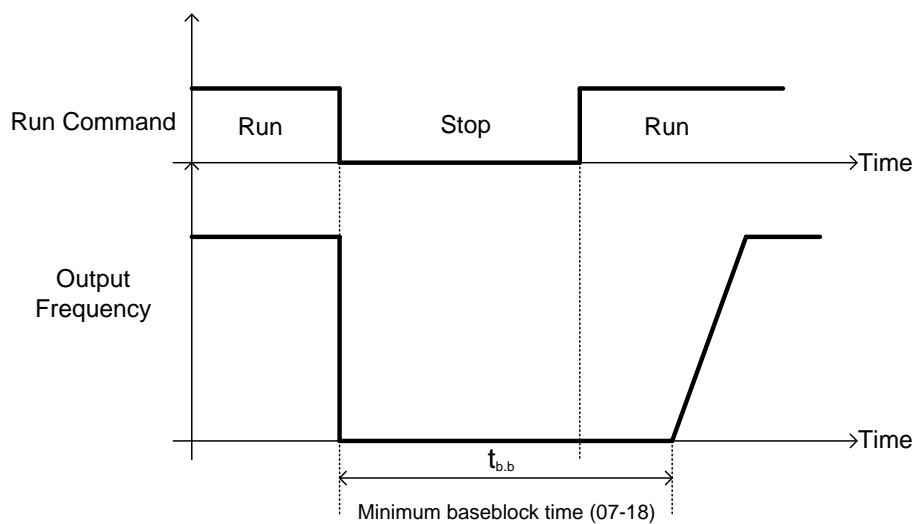 Run Command
Run
Stop
Run
Time
Output
Frequency
Time
tb.b
Minimum baseblock time (07-18)